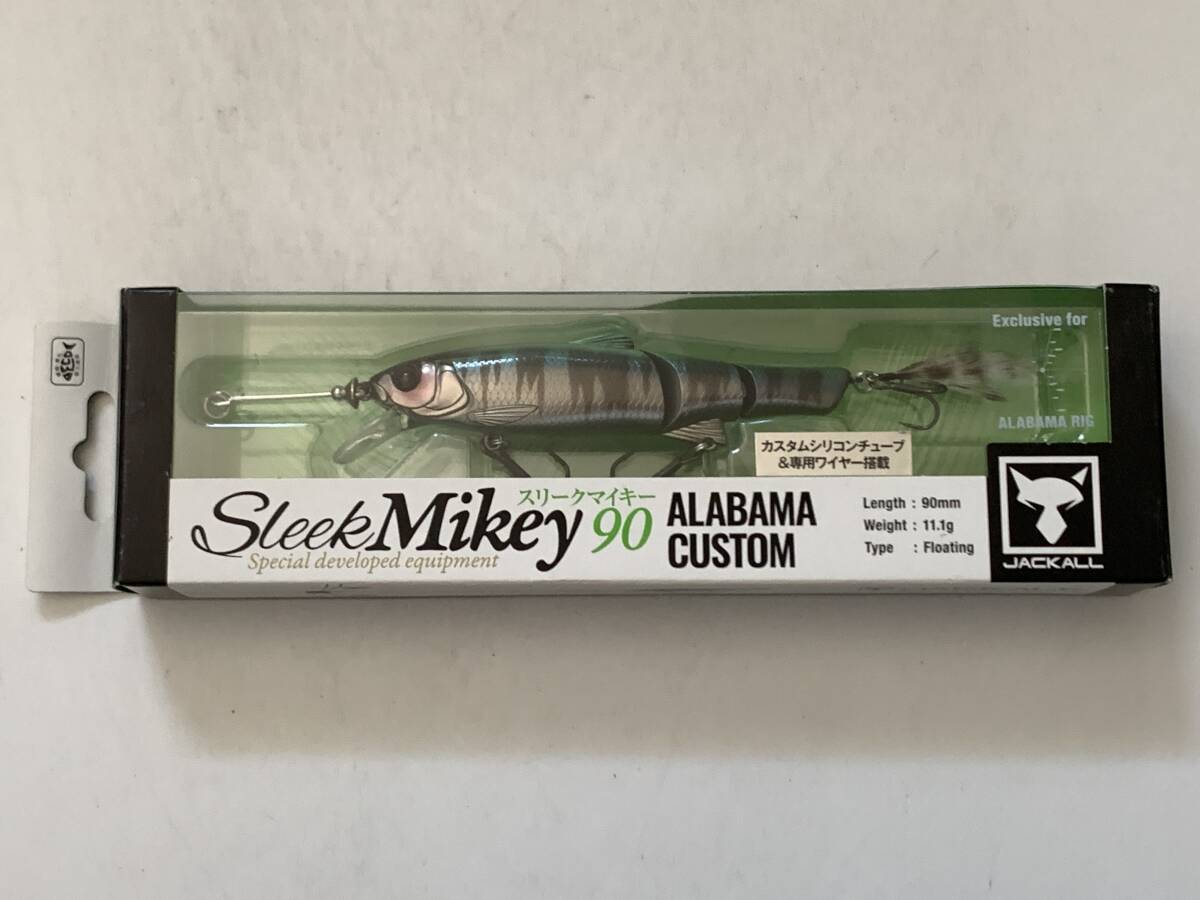 Exclusive for
ALABAMA RIG
カスタムシリコンチューブ
&専用ワイヤー搭載
スリークマイキー
SleekMikey 90
Special developed equipment
ALABAMA
CUSTOM
Length : 90mm
Weight : 11.1g
Type : Floating
JACKALL